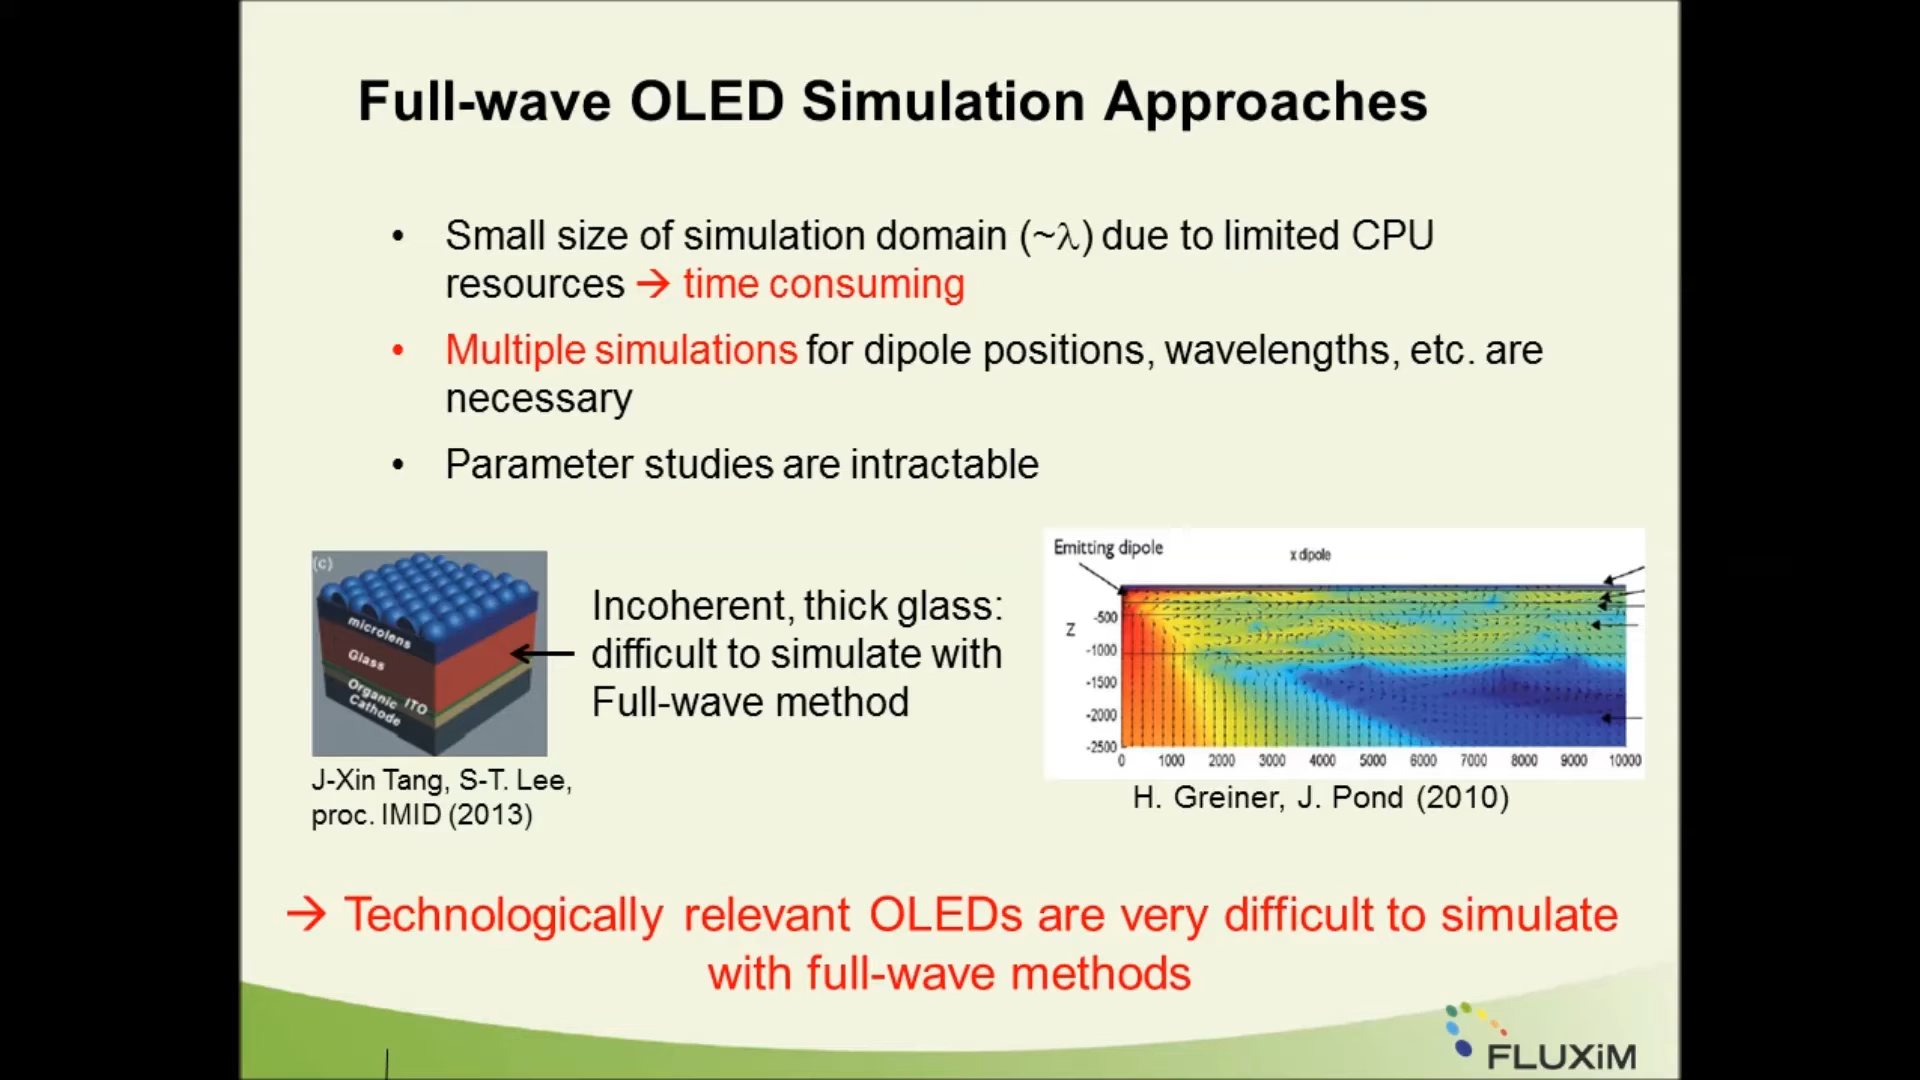 Full-wave OLED Simulation Approaches
• Small size of simulation domain (~λ) due to limited CPU
resources → time consuming
• Multiple simulations for dipole positions, wavelengths, etc. are
necessary
• Parameter studies are intractable
(c)
microlens
Glass
Organic ITO
Cathode
Incoherent, thick glass:
difficult to simulate with
Full-wave method
J-Xin Tang, S-T. Lee,
proc. IMID (2013)
Emitting dipole
x dipole
Z
-500
-1000
-1500
-2000
-2500
0 1000 2000 3000 4000 5000 6000 7000 8000 9000 10000
H. Greiner, J. Pond (2010)
→ Technologically relevant OLEDs are very difficult to simulate
with full-wave methods
FLUXiM